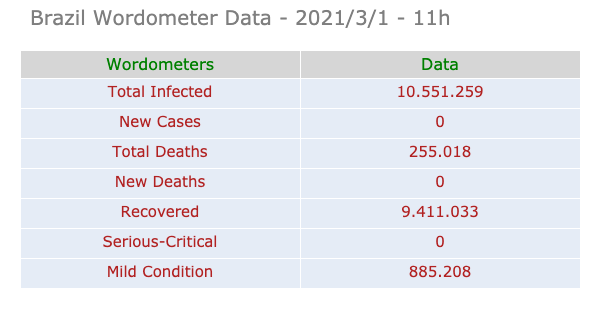 Brazil Wordometer Data - 2021/3/1 - 11h
Wordometers Data
Total Infected 10.551.259
New Cases 0
Total Deaths 255.018
New Deaths 0
Recovered 9.411.033
Serious-Critical 0
Mild Condition 885.208